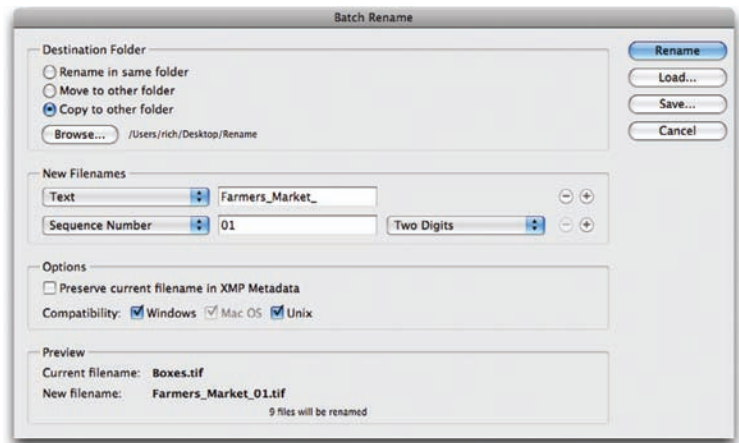 Batch Rename
Destination Folder
Rename in same folder
Move to other folder
Copy to other folder
Browse... /Users/rich/Desktop/Rename
Rename
Load...
Save...
Cancel
New Filenames
Text Farmers_Market_
Sequence Number 01 Two Digits
Options
Preserve current filename in XMP Metadata
Compatibility: Windows Mac OS Unix
Preview
Current filename: Boxes.tif
New filename: Farmers_Market_01.tif
9 files will be renamed